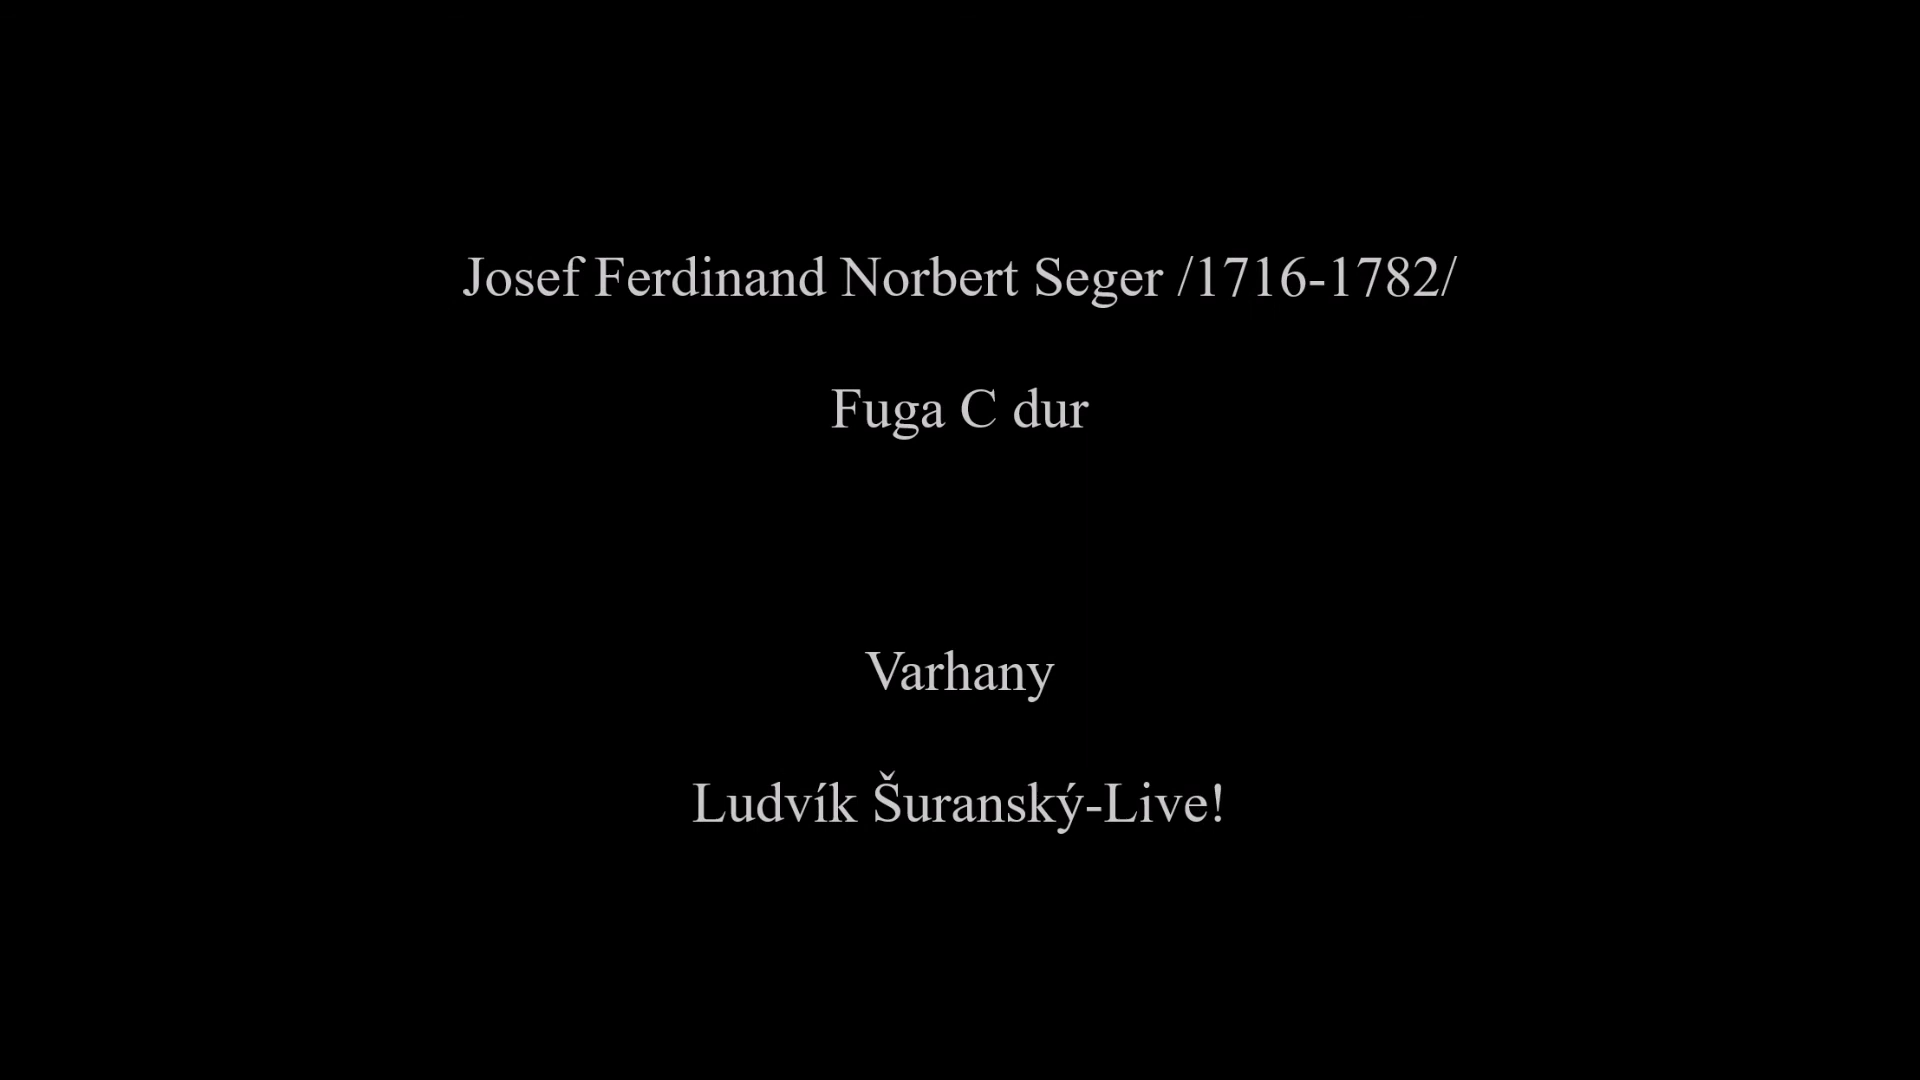 Josef Ferdinand Norbert Seger /1716-1782/
Fuga C dur
Varhany
Ludvík Šuranský-Live!